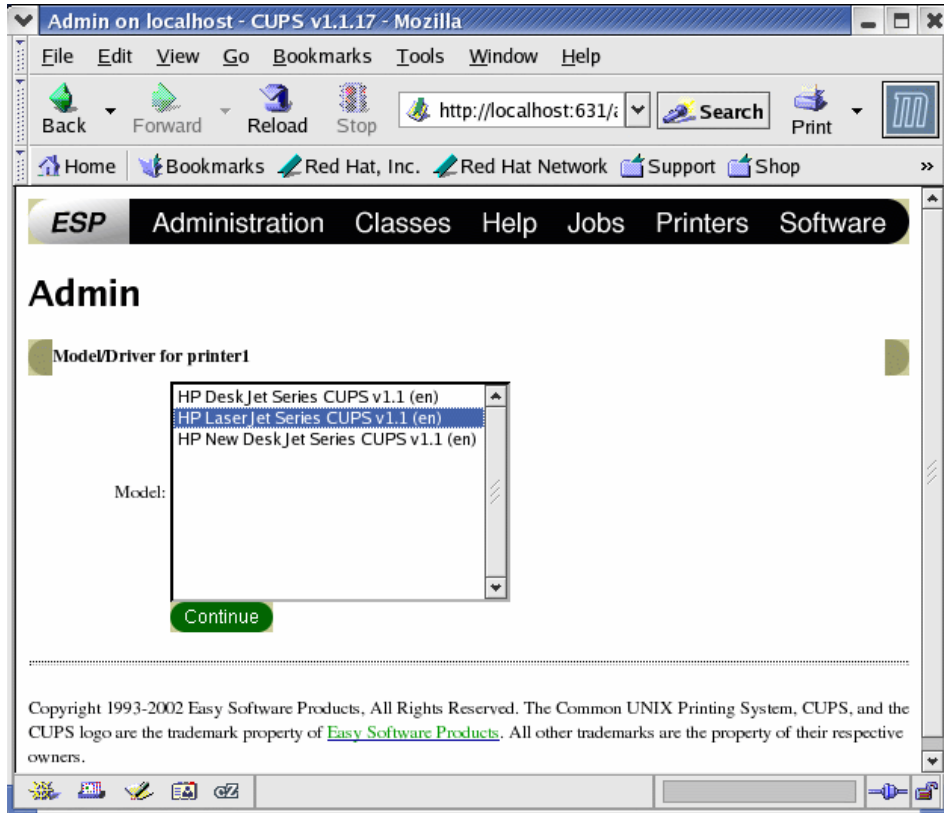 Admin on localhost - CUPS v1.1.17 - Mozilla
File Edit View Go Bookmarks Tools Window Help
Back Forward Reload Stop http://localhost:631/a Search Print
Home Bookmarks Red Hat, Inc. Red Hat Network Support Shop »
ESP Administration Classes Help Jobs Printers Software
Admin
Model/Driver for printer1
HP DeskJet Series CUPS v1.1 (en)
HP LaserJet Series CUPS v1.1 (en)
HP New DeskJet Series CUPS v1.1 (en)
Model:
Continue
Copyright 1993-2002 Easy Software Products, All Rights Reserved. The Common UNIX Printing System, CUPS, and the
CUPS logo are the trademark property of Easy Software Products. All other trademarks are the property of their respective
owners.